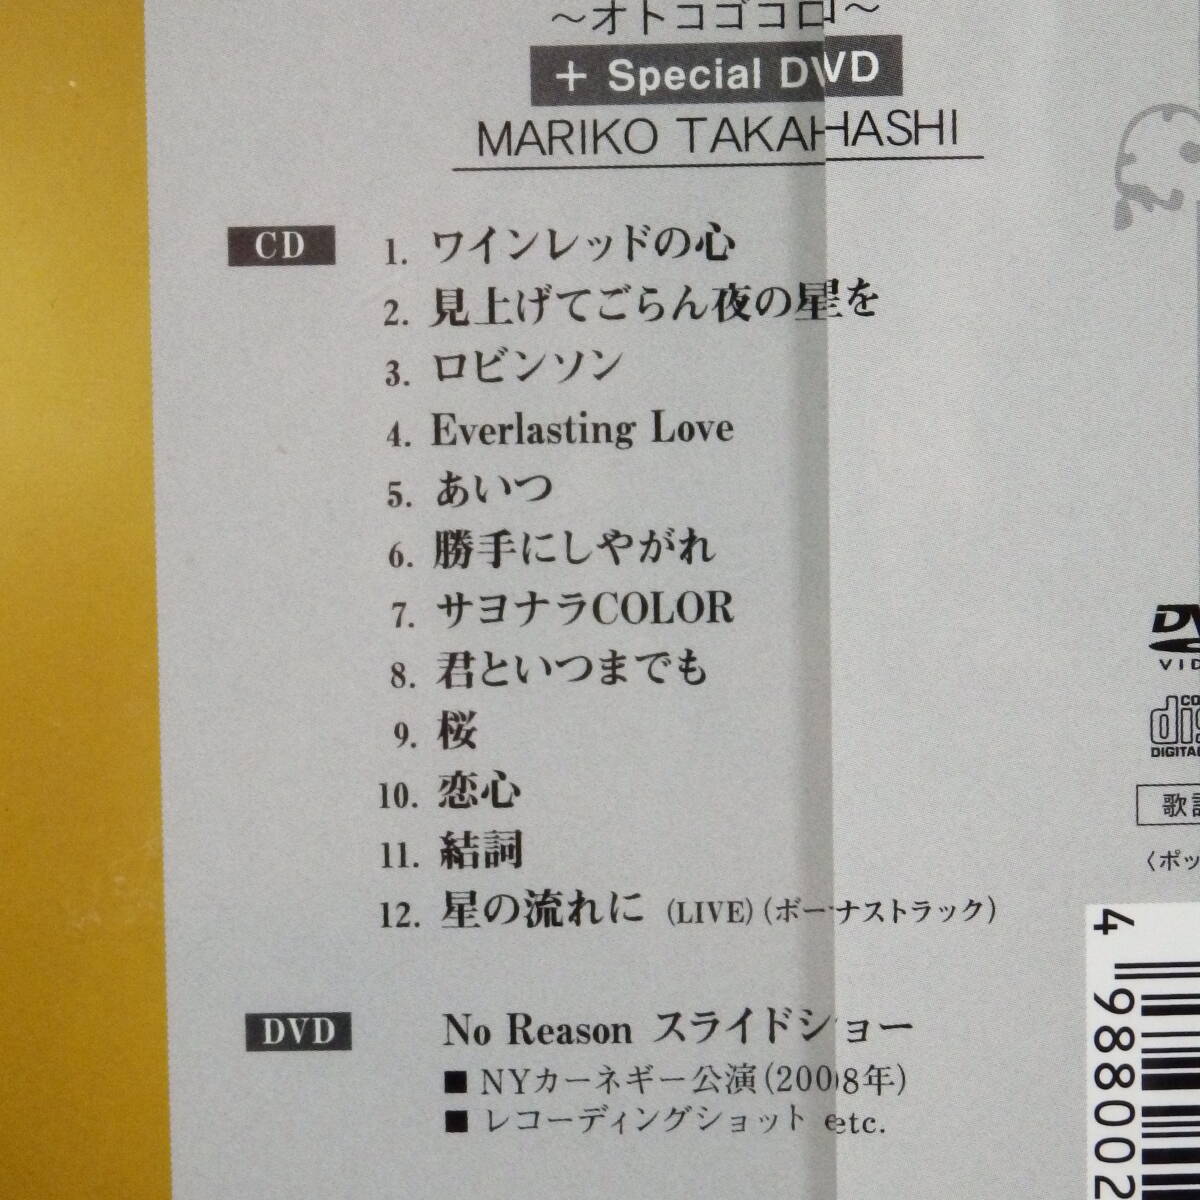 ～オトコゴコロ～
＋ Special DVD
MARIKO TAKAHASHI
CD
1. ワインレッドの心
2. 見上げてごらん夜の星を
3. ロビンソン
4. Everlasting Love
5. あいつ
6. 勝手にしやがれ
7. サヨナラCOLOR
8. 君といつまでも
9. 桜
10. 恋心
11. 結詞
12. 星の流れに (LIVE)(ボーナストラック)
DVD
No Reason スライドショー
■ NYカーネギー公演(2008年)
■ レコーディングショット etc.
DIGITAL
4 988002